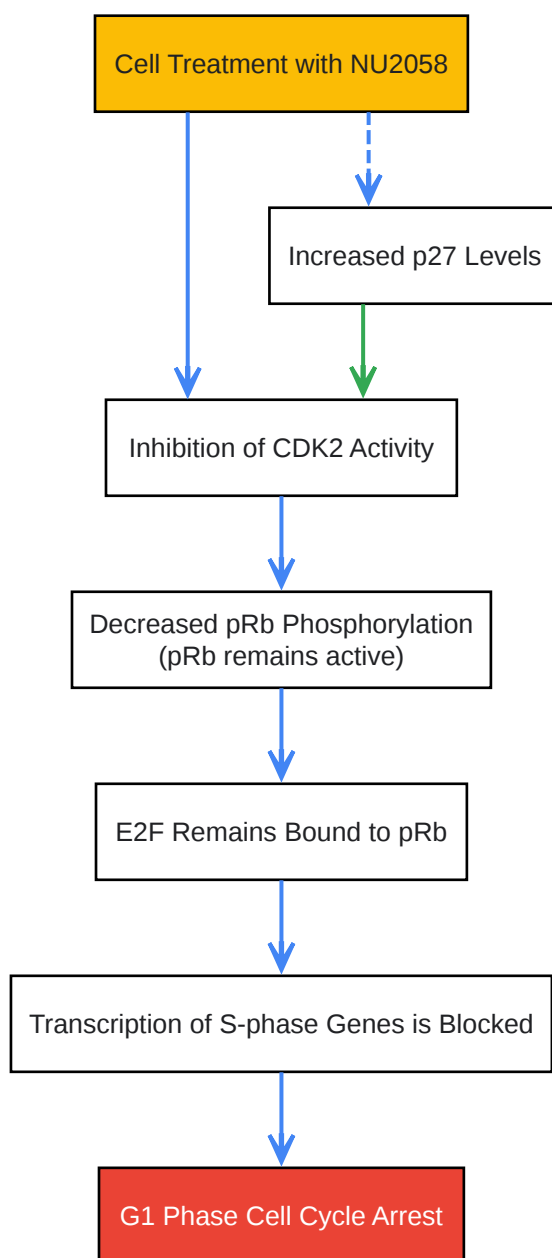 Cell Treatment with NU2058
Increased p27 Levels
Inhibition of CDK2 Activity
Decreased pRb Phosphorylation
(pRb remains active)
E2F Remains Bound to pRb
Transcription of S-phase Genes is Blocked
G1 Phase Cell Cycle Arrest